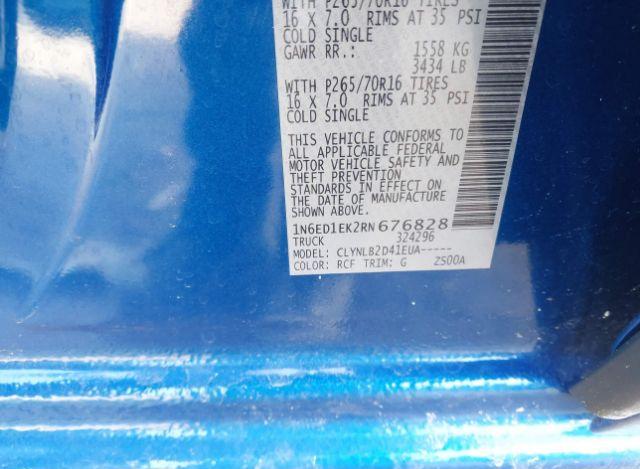 WITH P265/70R16 TIRES
16 X 7.0 RIMS AT 35 PSI
COLD SINGLE
GAWR RR.: 1558 KG
3434 LB
WITH P265/70R16 TIRES
16 X 7.0 RIMS AT 35 PSI
COLD SINGLE
THIS VEHICLE CONFORMS TO
ALL APPLICABLE FEDERAL
MOTOR VEHICLE SAFETY AND
THEFT PREVENTION
STANDARDS IN EFFECT ON
THE DATE OF MANUFACTURE
SHOWN ABOVE.
1N6ED1EK2RN676828
TRUCK 324296
MODEL: CLYNLB2D41EUA-----
COLOR: RCF TRIM: G 2S00A